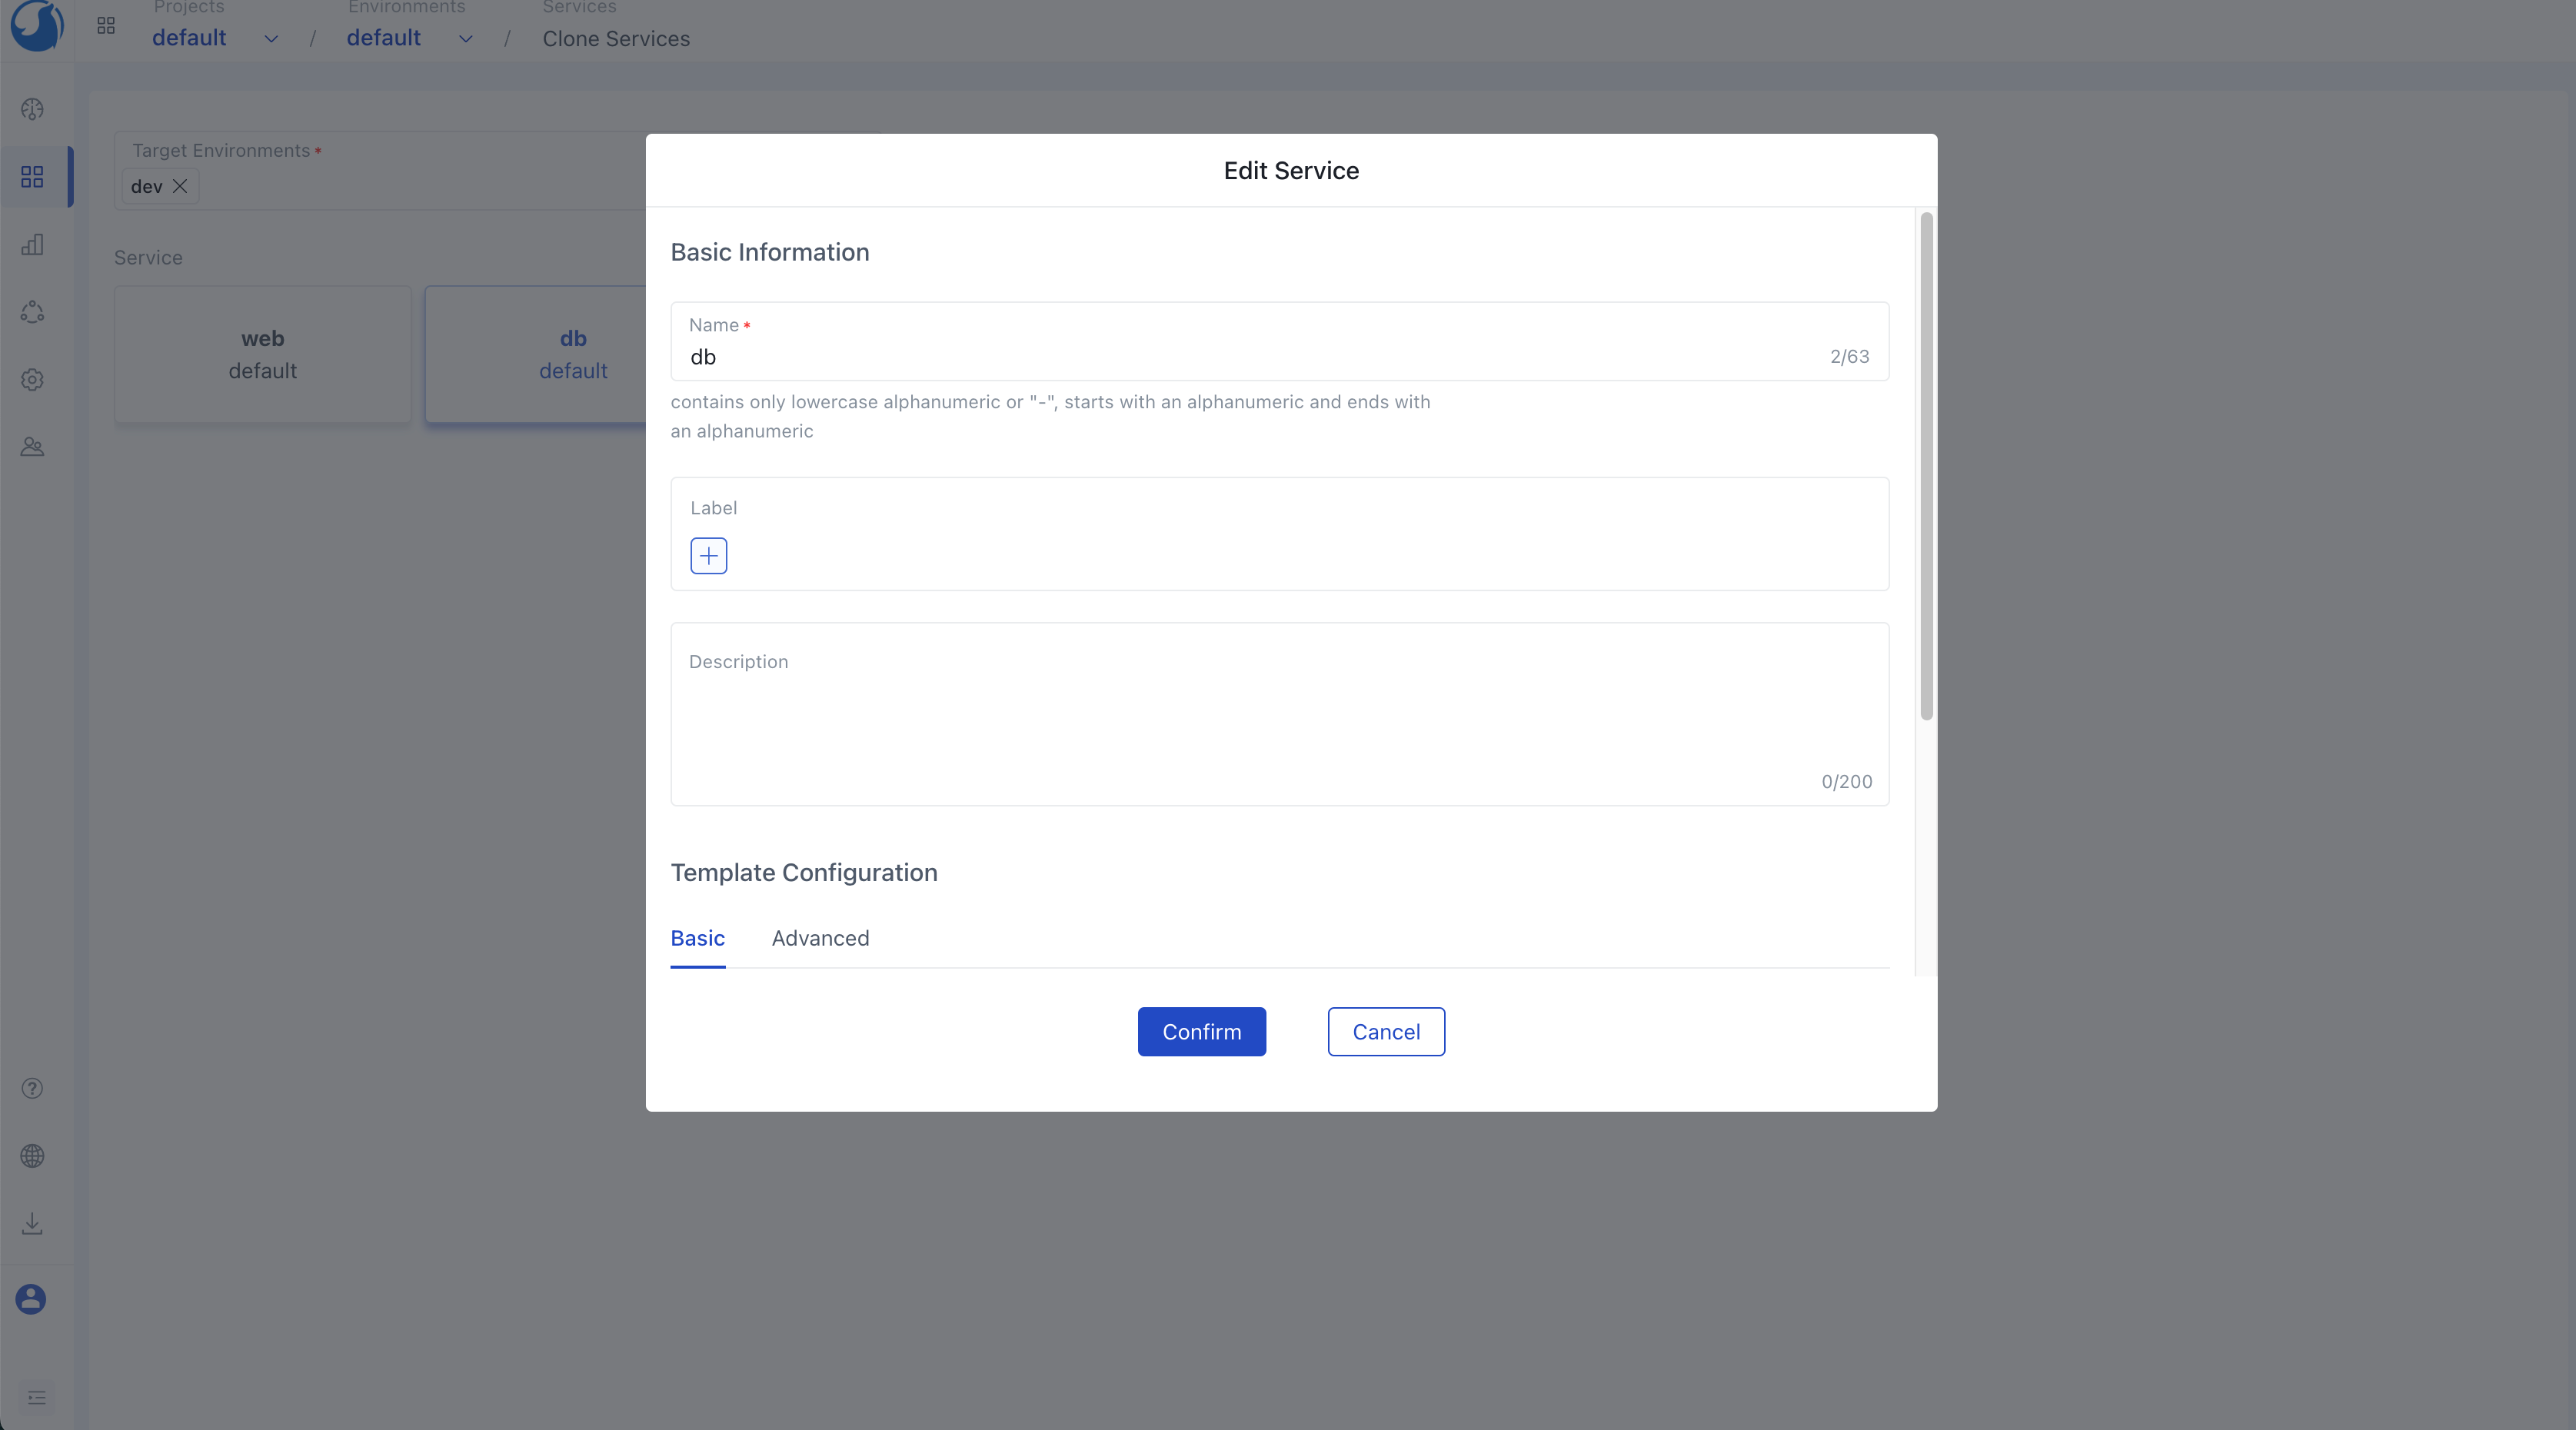 Projects Environments Services
default / default / Clone Services
Target Environments *
dev
Service
web
default
db
default
Edit Service
Basic Information
Name *
db
2/63
contains only lowercase alphanumeric or "-", starts with an alphanumeric and ends with
an alphanumeric
Label
Description
0/200
Template Configuration
Basic Advanced
Confirm Cancel